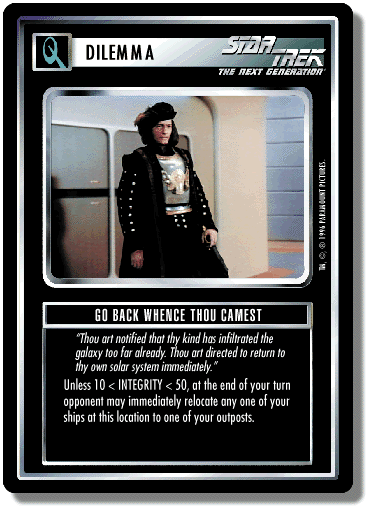 Q DILEMMA
STAR TREK
THE NEXT GENERATION®
TM, ©, ® 1996 PARAMOUNT PICTURES
GO BACK WHENCE THOU CAMEST
"Thou art notified that thy kind has infiltrated the
galaxy too far already. Thou art directed to return to
thy own solar system immediately."
Unless 10 < INTEGRITY < 50, at the end of your turn
opponent may immediately relocate any one of your
ships at this location to one of your outposts.